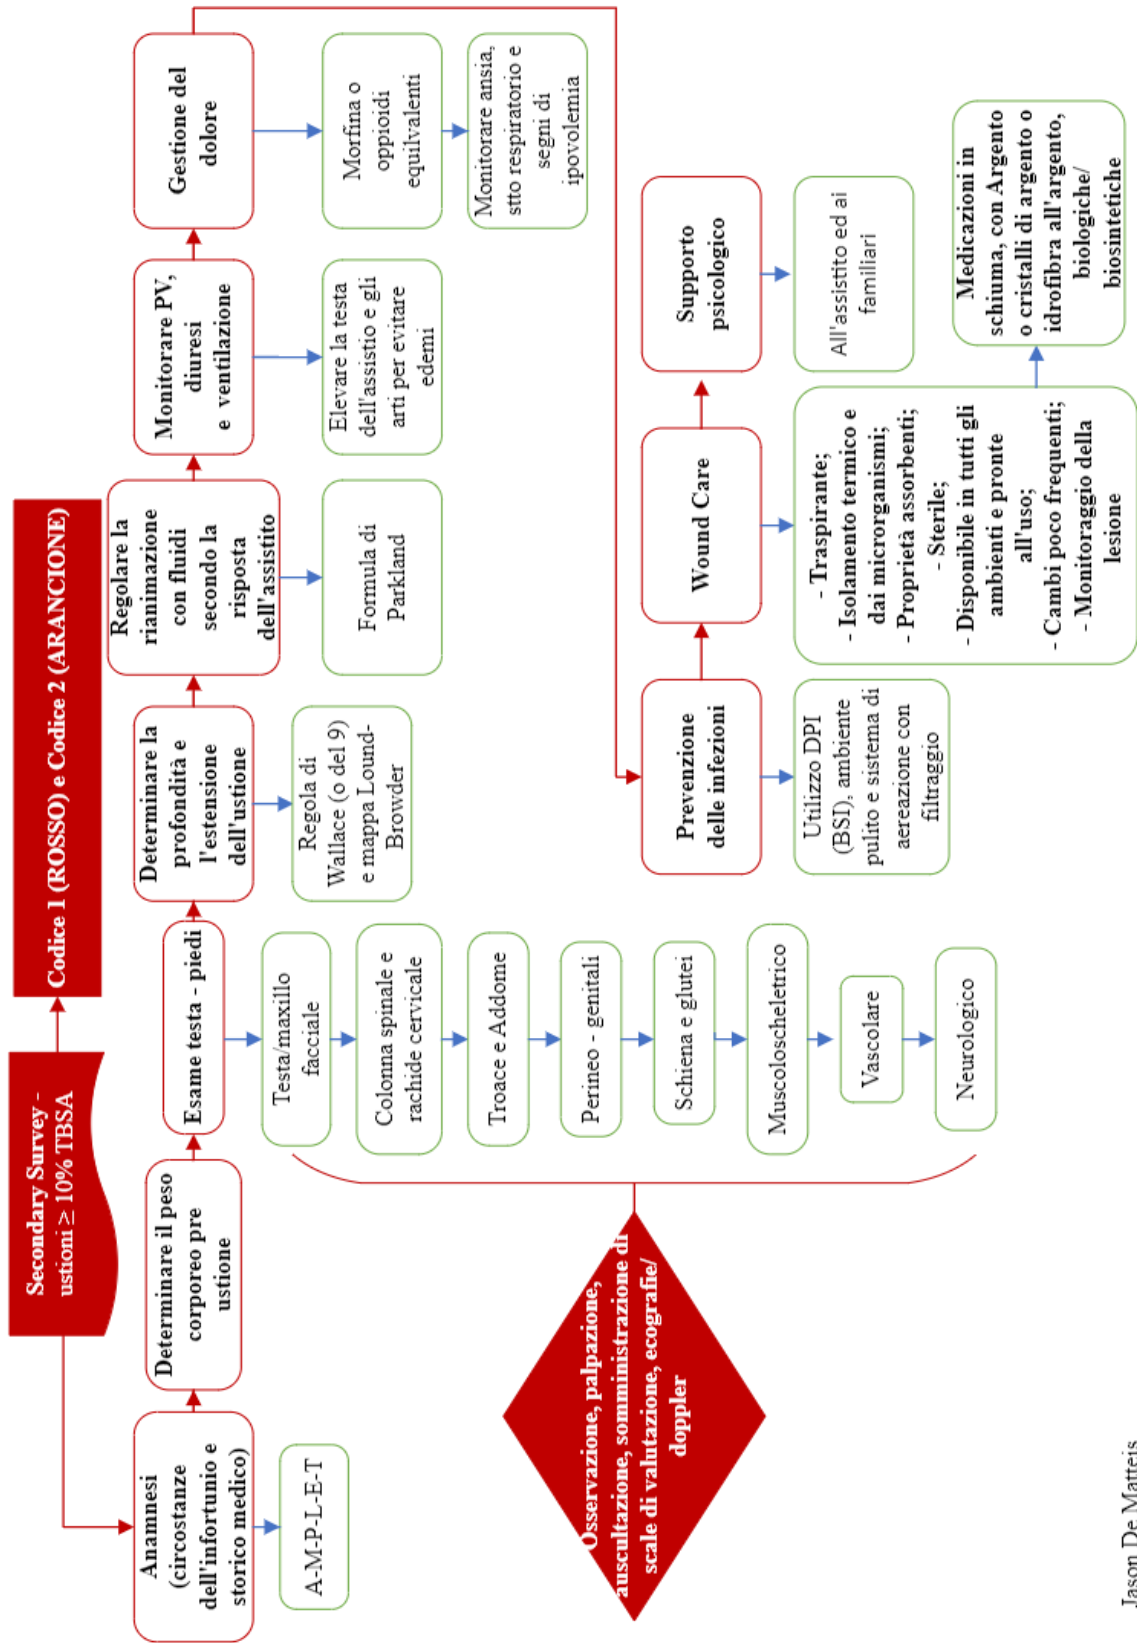 Secondary Survey -
ustioni ≥ 10% TBSA
Codice 1 (ROSSO) e Codice 2 (ARANCIONE)
Anamnesi
(circostanze
dell'infortunio e
storico medico)
A-M-P-L-E-T
Determinare il peso
corporeo pre
ustione
Esame testa - piedi
Testa/maxillo
facciale
Colonna spinale e
rachide cervicale
Troace e Addome
Perineo - genitali
Schiena e glutei
Muscoloscheletrico
Vascolare
Neurologico
Osservazione, palpazione,
auscultazione, somministrazione di
scale di valutazione, ecografie/
doppler
Determinare la
profondità e
l'estensione
dell'ustione
Regola di
Wallace (o del 9)
e mappa Lound-
Browder
Regolare la
rianimazione
con fluidi
secondo la
risposta
dell'assistito
Formula di
Parkland
Monitorare PV,
diuresi
e ventilazione
Elevare la testa
dell'assistio e gli
arti per evitare
edemi
Gestione del
dolore
Morfina o
oppioidi
equilvalenti
Monitorare ansia,
stto respiratorio e
segni di
ipovolemia
Prevenzione
delle infezioni
Utilizzo DPI
(BSI), ambiente
pulito e sistema di
aereazione con
filtraggio
Wound Care
- Traspirante;
- Isolamento termico e
dai microrganismi;
- Proprietà assorbenti;
- Sterile;
- Disponibile in tutti gli
ambienti e pronte
all'uso;
- Cambi poco frequenti;
- Monitoraggio della
lesione
Medicazioni in
schiuma, con Argento
o cristalli di argento o
idrofibra all'argento,
biologiche/
biosintetiche
Supporto
psicologico
All'assistito ed ai
familiari
Jason De Matteis